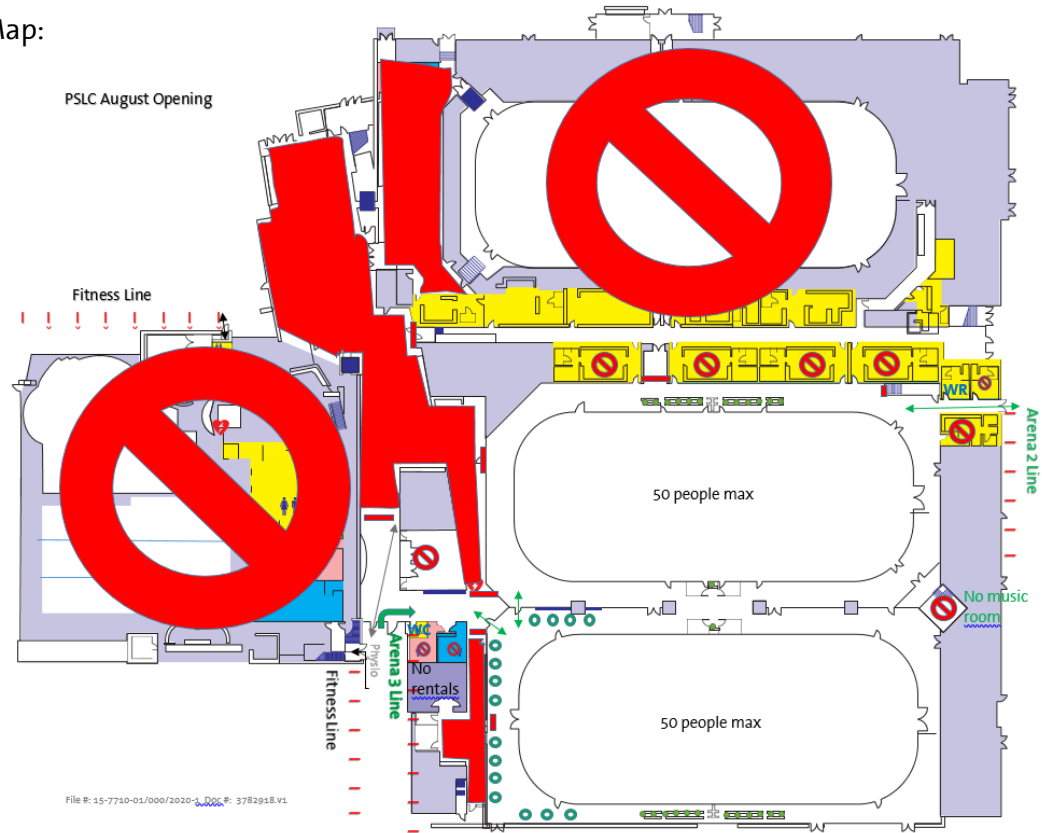 Map:
PSLC August Opening
Fitness Line
WR
Arena 2 Line
50 people max
No music
room
WC
Physio
Arena 3 Line
No
rentals
Fitness Line
50 people max
File #: 15-7710-01/000/2020-1 Doc #: 3782918.v1